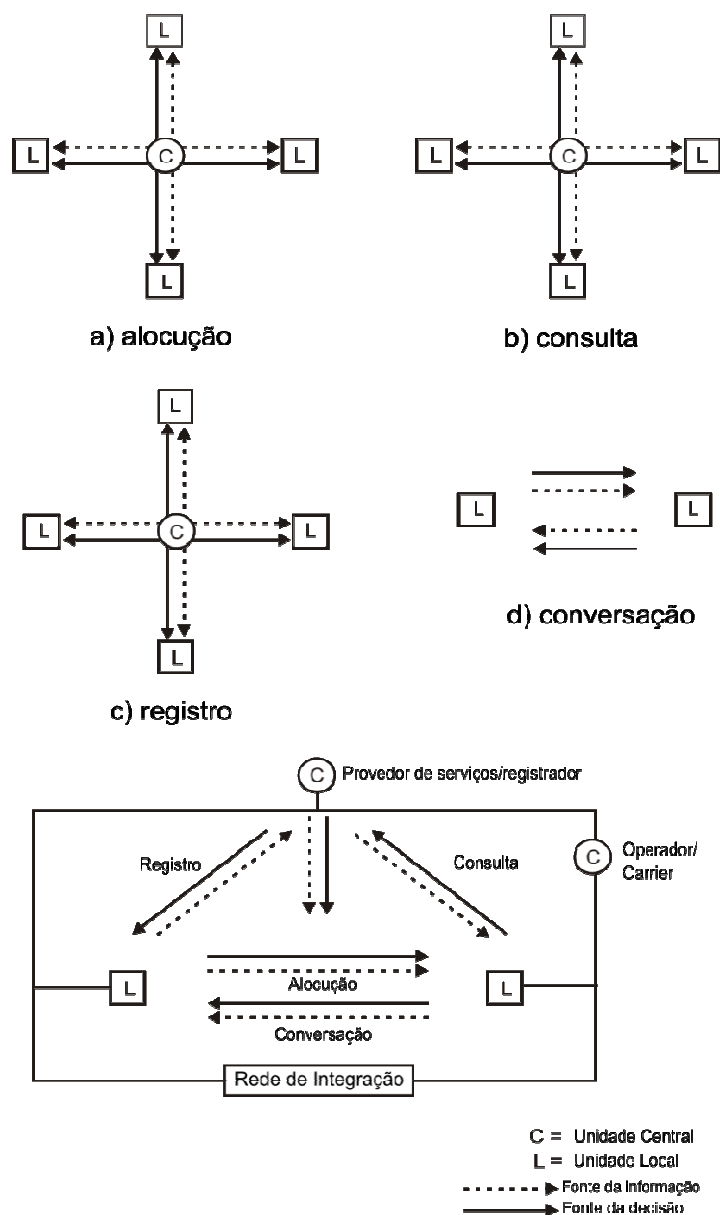 L
L
L
C
L
L
C
L
L
L
a) alocução
b) consulta
L
L
C
L
L
c) registro
L
L
d) conversação
C Provedor de serviços/registrador
Registro
Consulta
C Operador/
Carrier
L
L
Alocução
Conversação
Rede de Integração
C = Unidade Central
L = Unidado Local
Fonte da Informação
Fonte da decisão